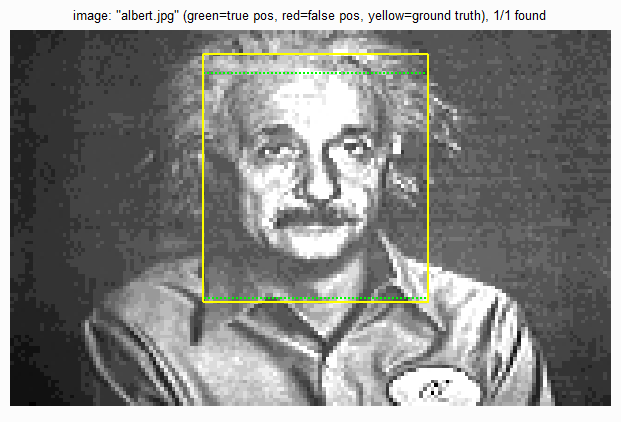 image: "albert.jpg" (green=true pos, red=false pos, yellow=ground truth), 1/1 found